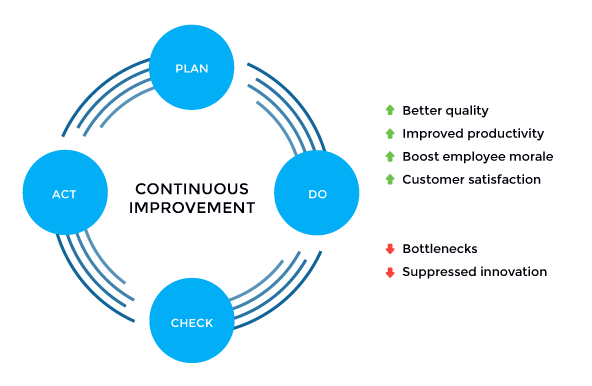 PLAN
DO
CHECK
ACT
CONTINUOUS
IMPROVEMENT
Better quality
Improved productivity
Boost employee morale
Customer satisfaction
Bottlenecks
Suppressed innovation